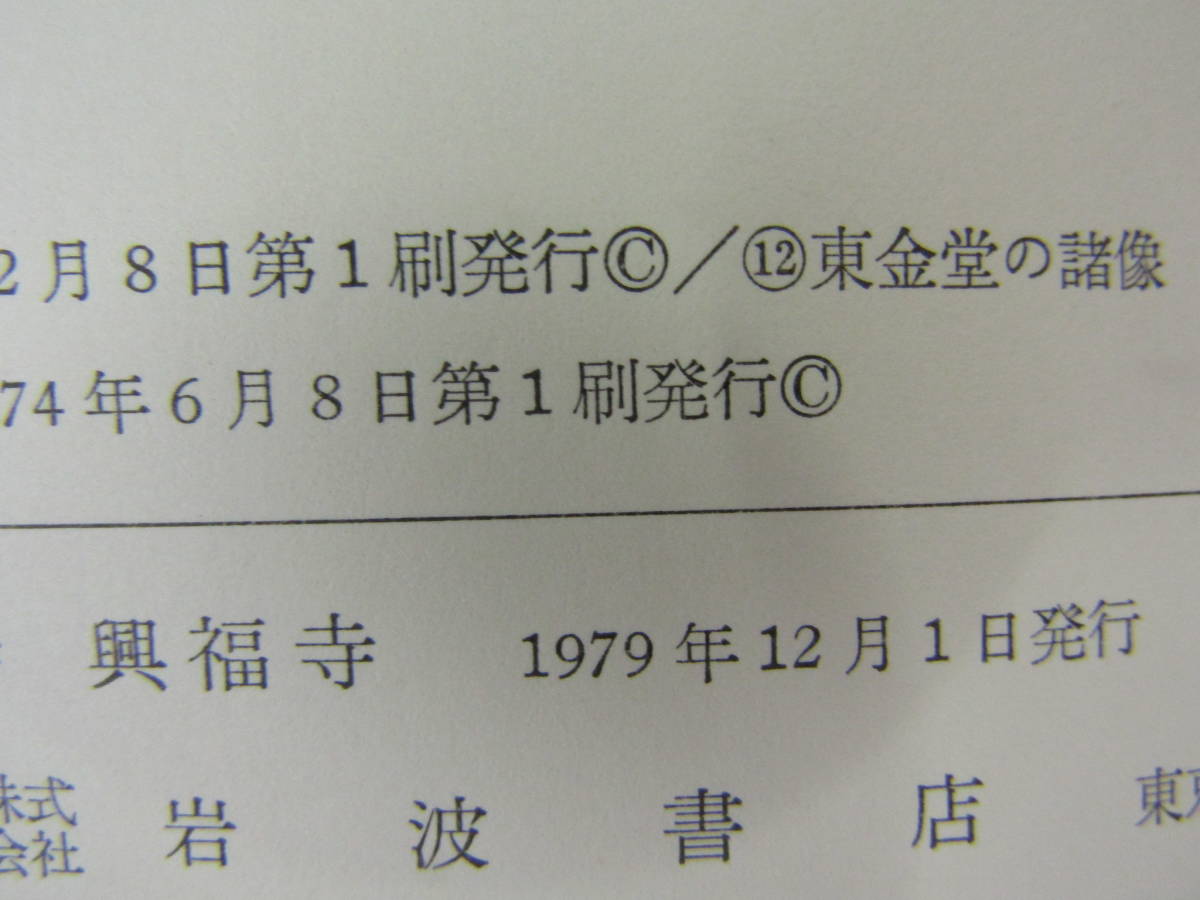 2月8日第1刷発行©/⑫東金堂の諸像
74年6月8日第1刷発行©
興福寺 1979年12月1日発行
株式会社 岩波書店 東